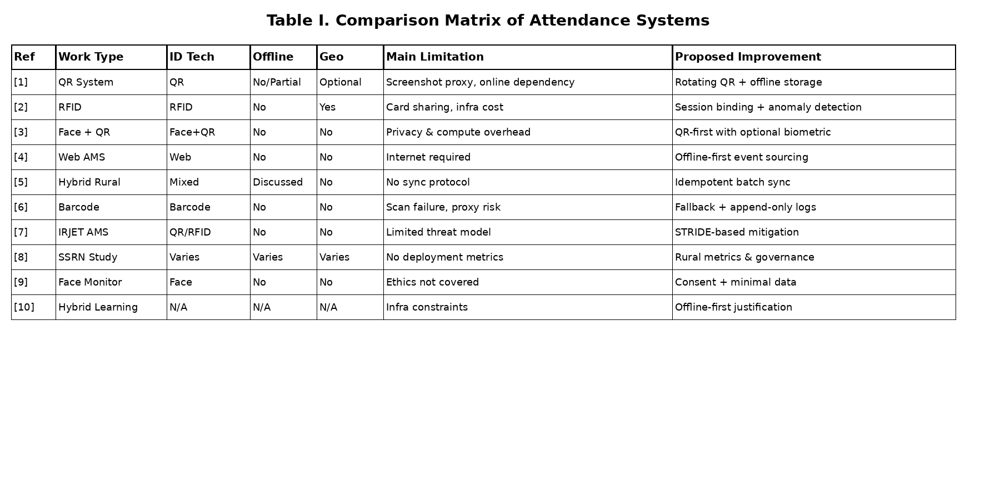 Table I. Comparison Matrix of Attendance Systems
Ref Work Type ID Tech Offline Geo Main Limitation Proposed Improvement
[1] QR System QR No/Partial Optional Screenshot proxy, online dependency Rotating QR + offline storage
[2] RFID RFID No Yes Card sharing, infra cost Session binding + anomaly detection
[3] Face + QR Face+QR No No Privacy & compute overhead QR-first with optional biometric
[4] Web AMS Web No No Internet required Offline-first event sourcing
[5] Hybrid Rural Mixed Discussed No No sync protocol Idempotent batch sync
[6] Barcode Barcode No No Scan failure, proxy risk Fallback + append-only logs
[7] IRJET AMS QR/RFID No No Limited threat model STRIDE-based mitigation
[8] SSRN Study Varies Varies Varies No deployment metrics Rural metrics & governance
[9] Face Monitor Face No No Ethics not covered Consent + minimal data
[10] Hybrid Learning N/A N/A N/A Infra constraints Offline-first justification